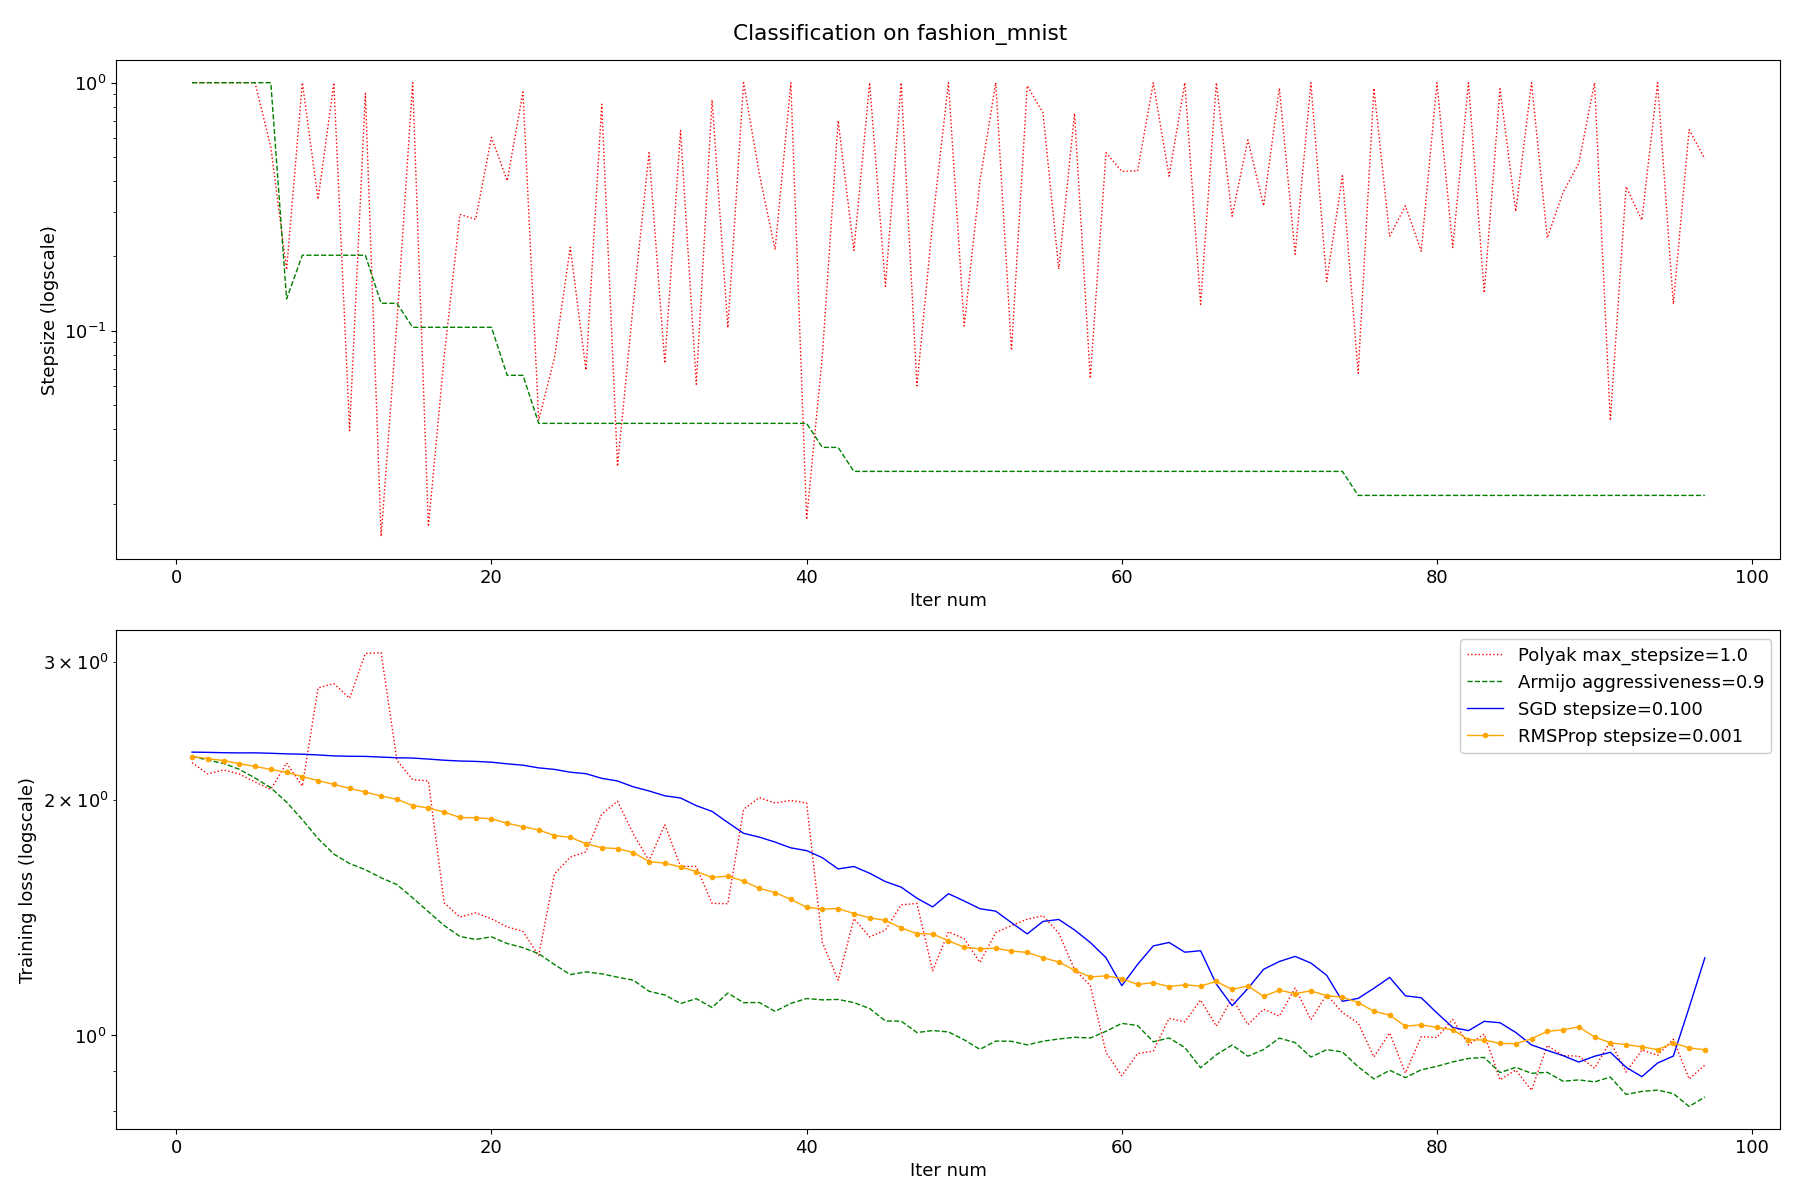 Classification on fashion_mnist
10^0
10^-1
Stepsize (logscale)
0 20 40 60 80 100
Iter num
3 × 10^0
2 × 10^0
10^0
Training loss (logscale)
Polyak max_stepsize=1.0
Armijo aggressiveness=0.9
SGD stepsize=0.100
RMSProp stepsize=0.001
0 20 40 60 80 100
Iter num